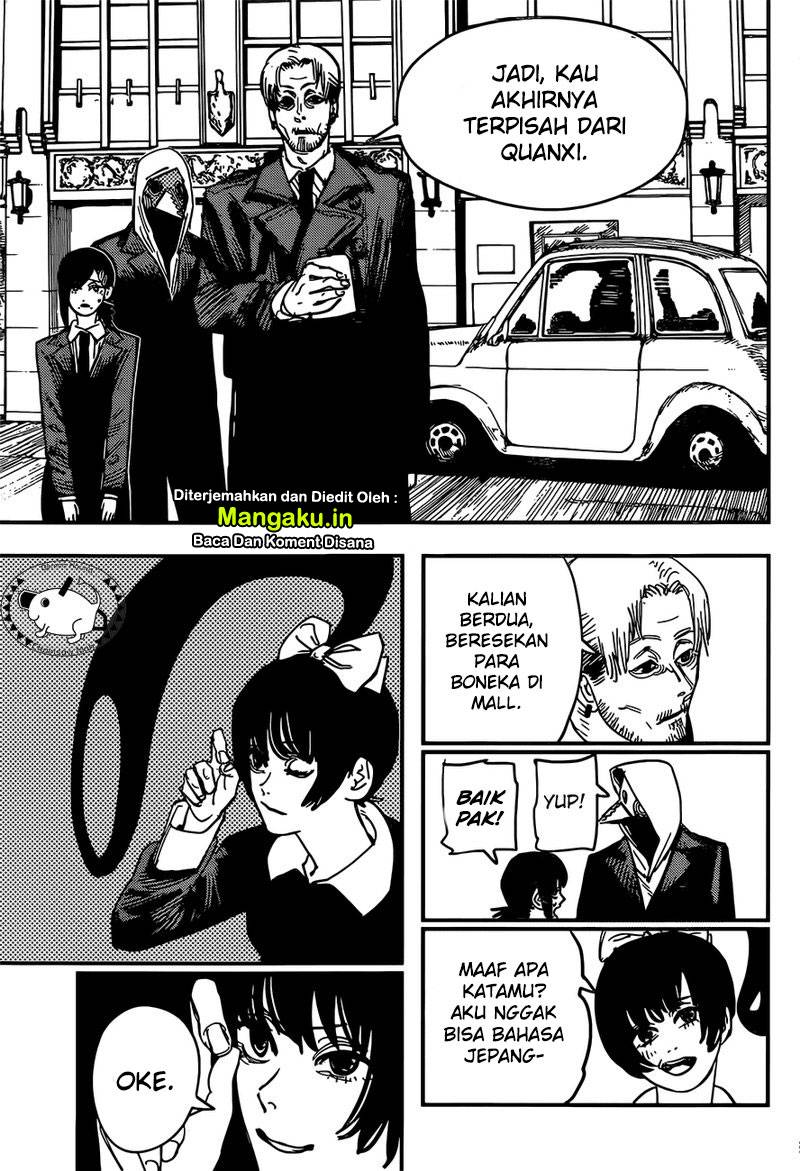 JADI, KAU
AKHIRNYA
TERPISAH DARI
QUANXI.
Diterjemahkan dan Diedit Oleh :
Mangaku.in
Baca Dan Koment Disana
KALIAN
BERDUA,
BERESEKAN
PARA
BONEKA DI
MALL.
YUP!
BAIK
PAK!
MAAF APA
KATAMU?
AKU NGGAK
BISA BAHASA
JEPANG-
OKE.